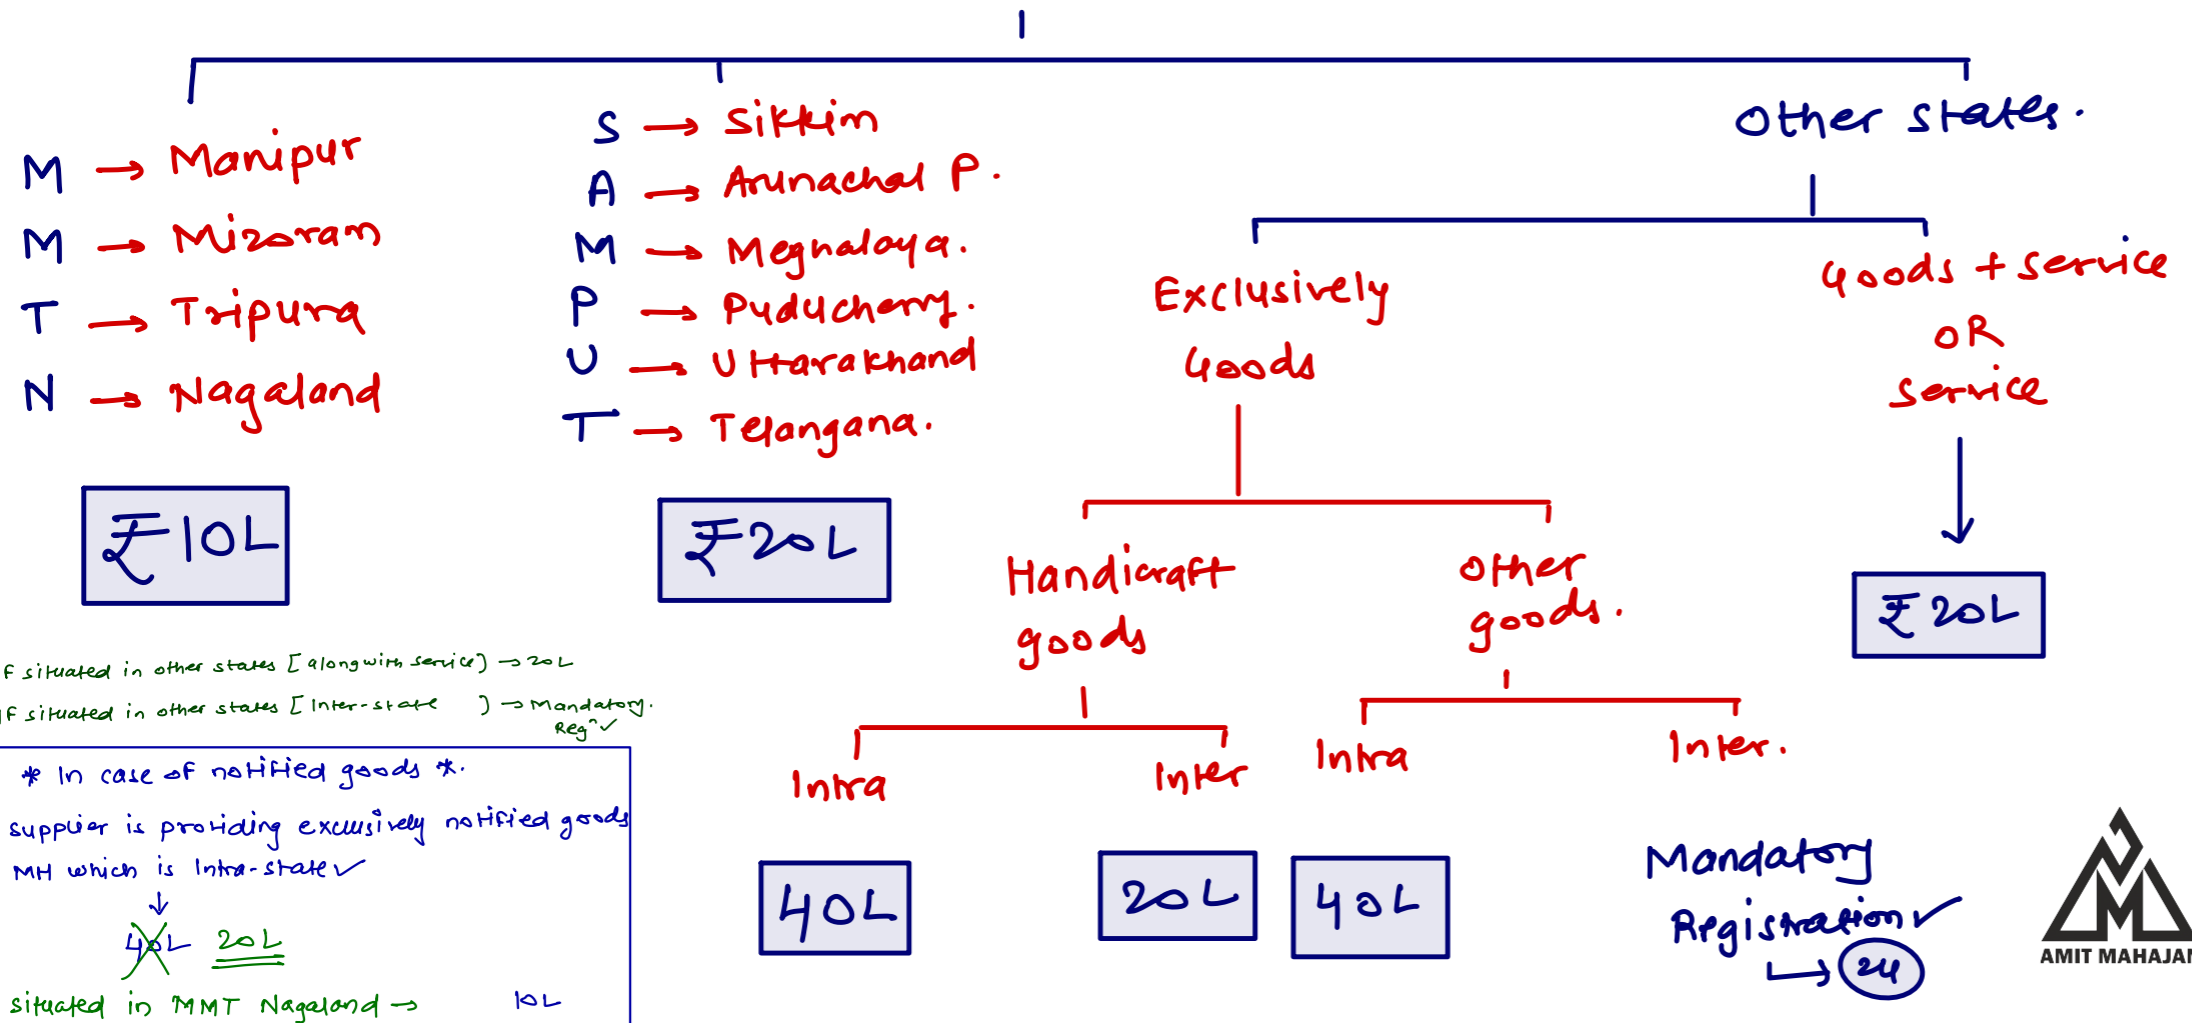 M → Manipur
M → Mizoram
T → Tripura
N → Nagaland
₹10L
S → Sikkim
A → Arunachal P.
M → Meghalaya.
P → Puducherry.
U → Uttarakhand
T → Telangana.
₹20L
Other states.
Exclusively
Goods
Goods + Service
OR
Service
₹20L
Handicraft
goods
Other
goods.
Intra
Inter
Intra
Inter.
40L
20L
40L
Mandatory
Registration ✓
→ 24
F situated in other states [alongwith service] → 20L
IF situated in other states [Inter-state ] → Mandatory.
Regⁿ ✓
* In case of notified goods *.
supplier is providing exclusively notified goods
MH which is Intra-state ✓
↓
40L 20L
situated in MMT Nagaland → 10L
AMIT MAHAJAN